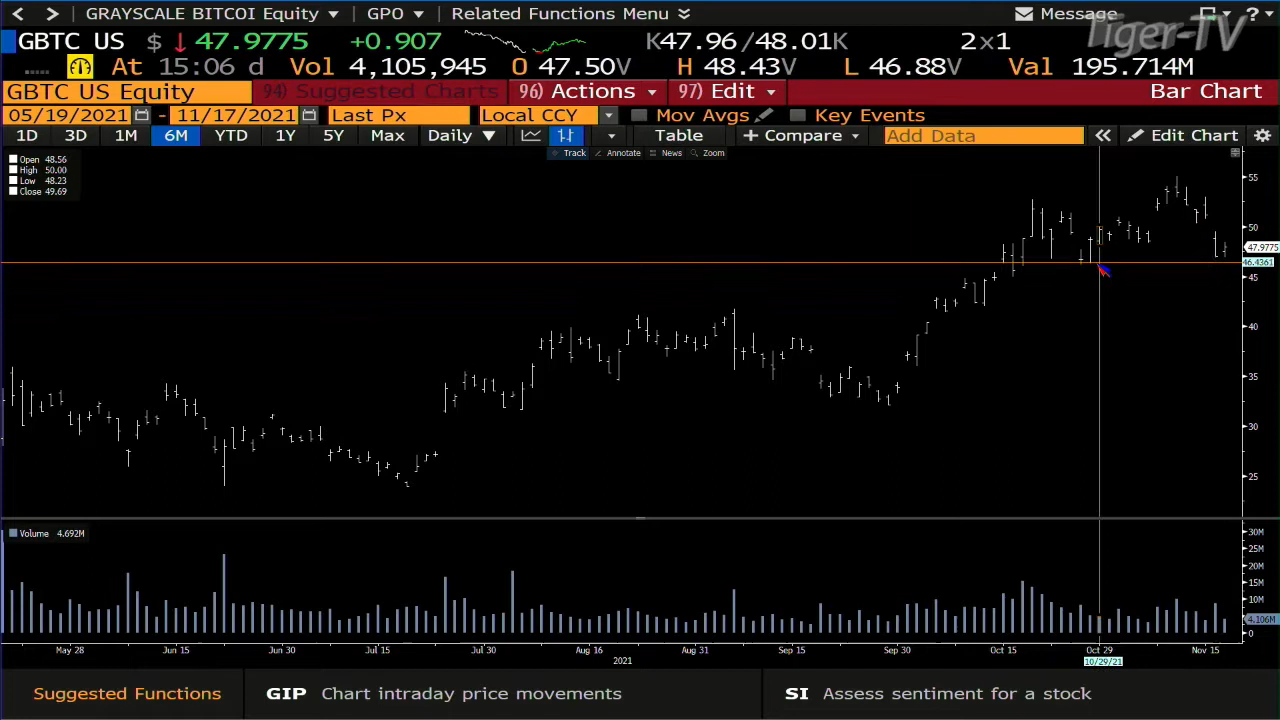 GRAYSCALE BITCOI Equity GPO Related Functions Menu Message ?
Tiger-TV
GBTC US $ 47.9775 +0.907 K47.96/48.01K 2x1
At 15:06 d Vol 4,105,945 O 47.50V H 48.43V L 46.88V Val 195.714M
GBTC US Equity 94) Suggested Charts 96) Actions 97) Edit Bar Chart
05/19/2021 - 11/17/2021 Last Px Local CCY Mov Avgs Key Events
1D 3D 1M 6M YTD 1Y 5Y Max Daily Table + Compare Add Data Edit Chart
Track Annotate News Zoom
Open 48.56
High 50.00
Low 48.23
Close 49.69
55
50
47.9775
46.4361
45
40
35
30
25
Volume 4.692M
30M
25M
20M
15M
10M
4.106M
0
May 28 Jun 15 Jun 30 Jul 15 Jul 30 Aug 16 Aug 31 Sep 15 Sep 30 Oct 15 Oct 29 Nov 15
2021 10/29/21
Suggested Functions GIP Chart intraday price movements SI Assess sentiment for a stock